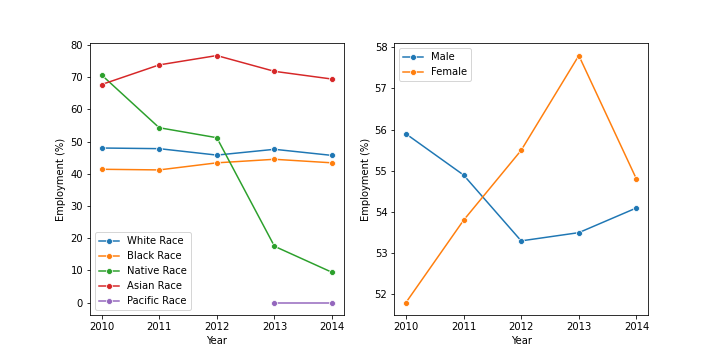 80
70
60
50
40
30
20
10
0
Employment (%)
White Race
Black Race
Native Race
Asian Race
Pacific Race
2010 2011 2012 2013 2014
Year
58
57
56
55
54
53
52
Employment (%)
Male
Female
2010 2011 2012 2013 2014
Year